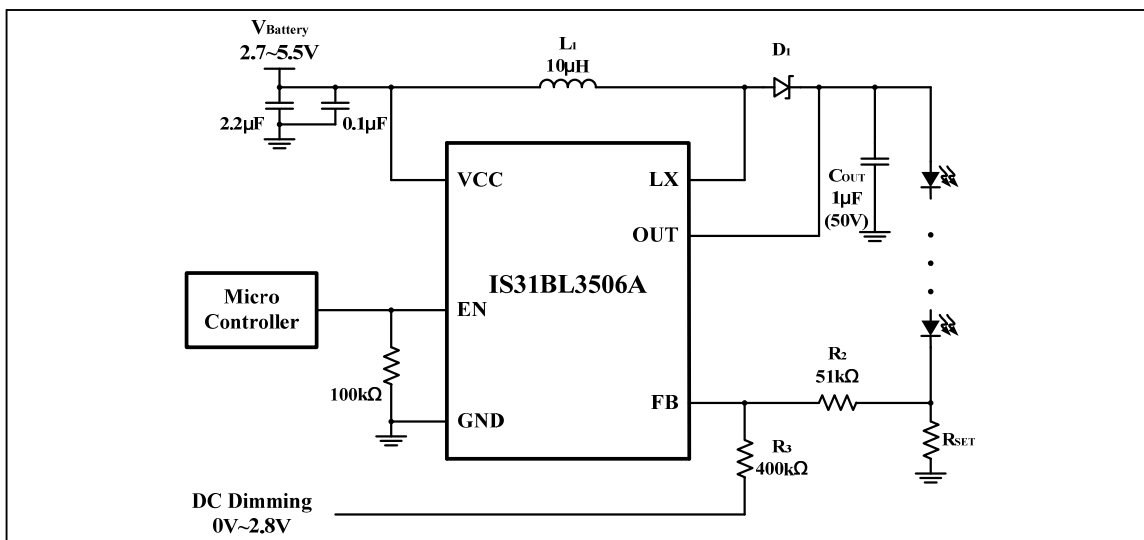 VBattery
2.7~5.5V
2.2µF
0.1µF
L1
10µH
D1
VCC
LX
COUT
1µF
(50V)
OUT
IS31BL3506A
Micro
Controller
EN
100kΩ
GND
FB
R2
51kΩ
RSET
R3
400kΩ
DC Dimming
0V~2.8V